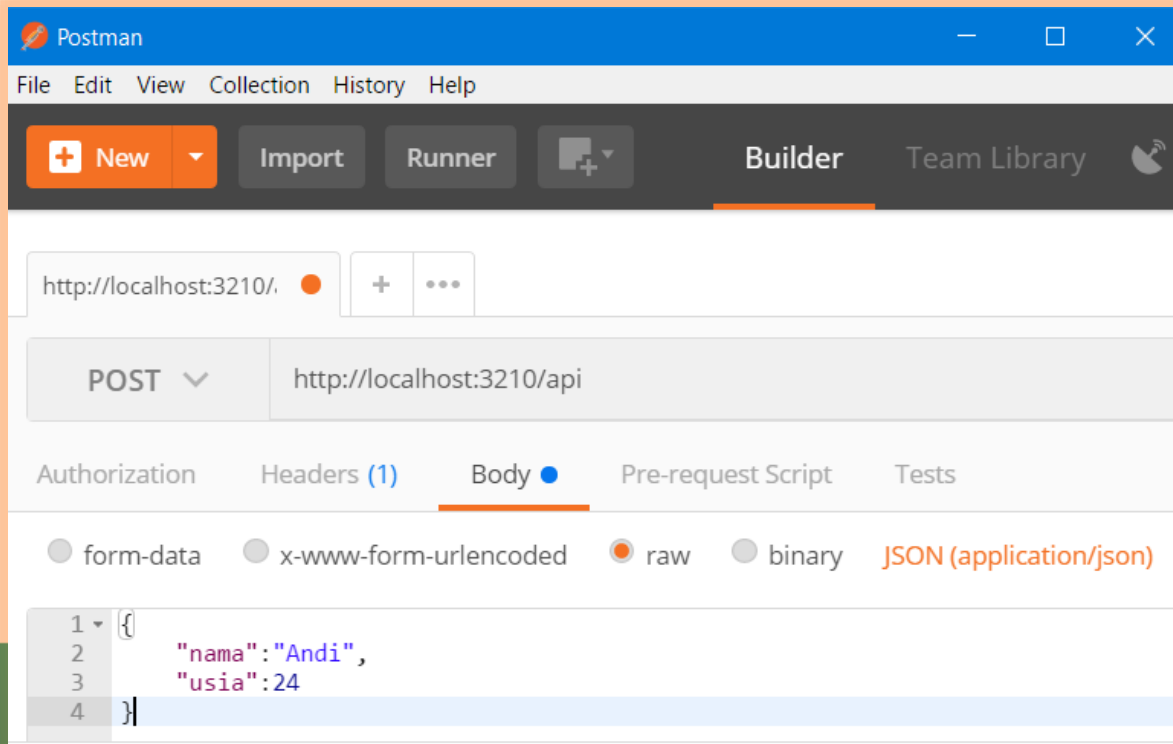 Postman
File Edit View Collection History Help
New Import Runner Builder Team Library
http://localhost:3210/
POST http://localhost:3210/api
Authorization Headers (1) Body Pre-request Script Tests
form-data x-www-form-urlencoded raw binary JSON (application/json)
1 {
2 "nama":"Andi",
3 "usia":24
4 }